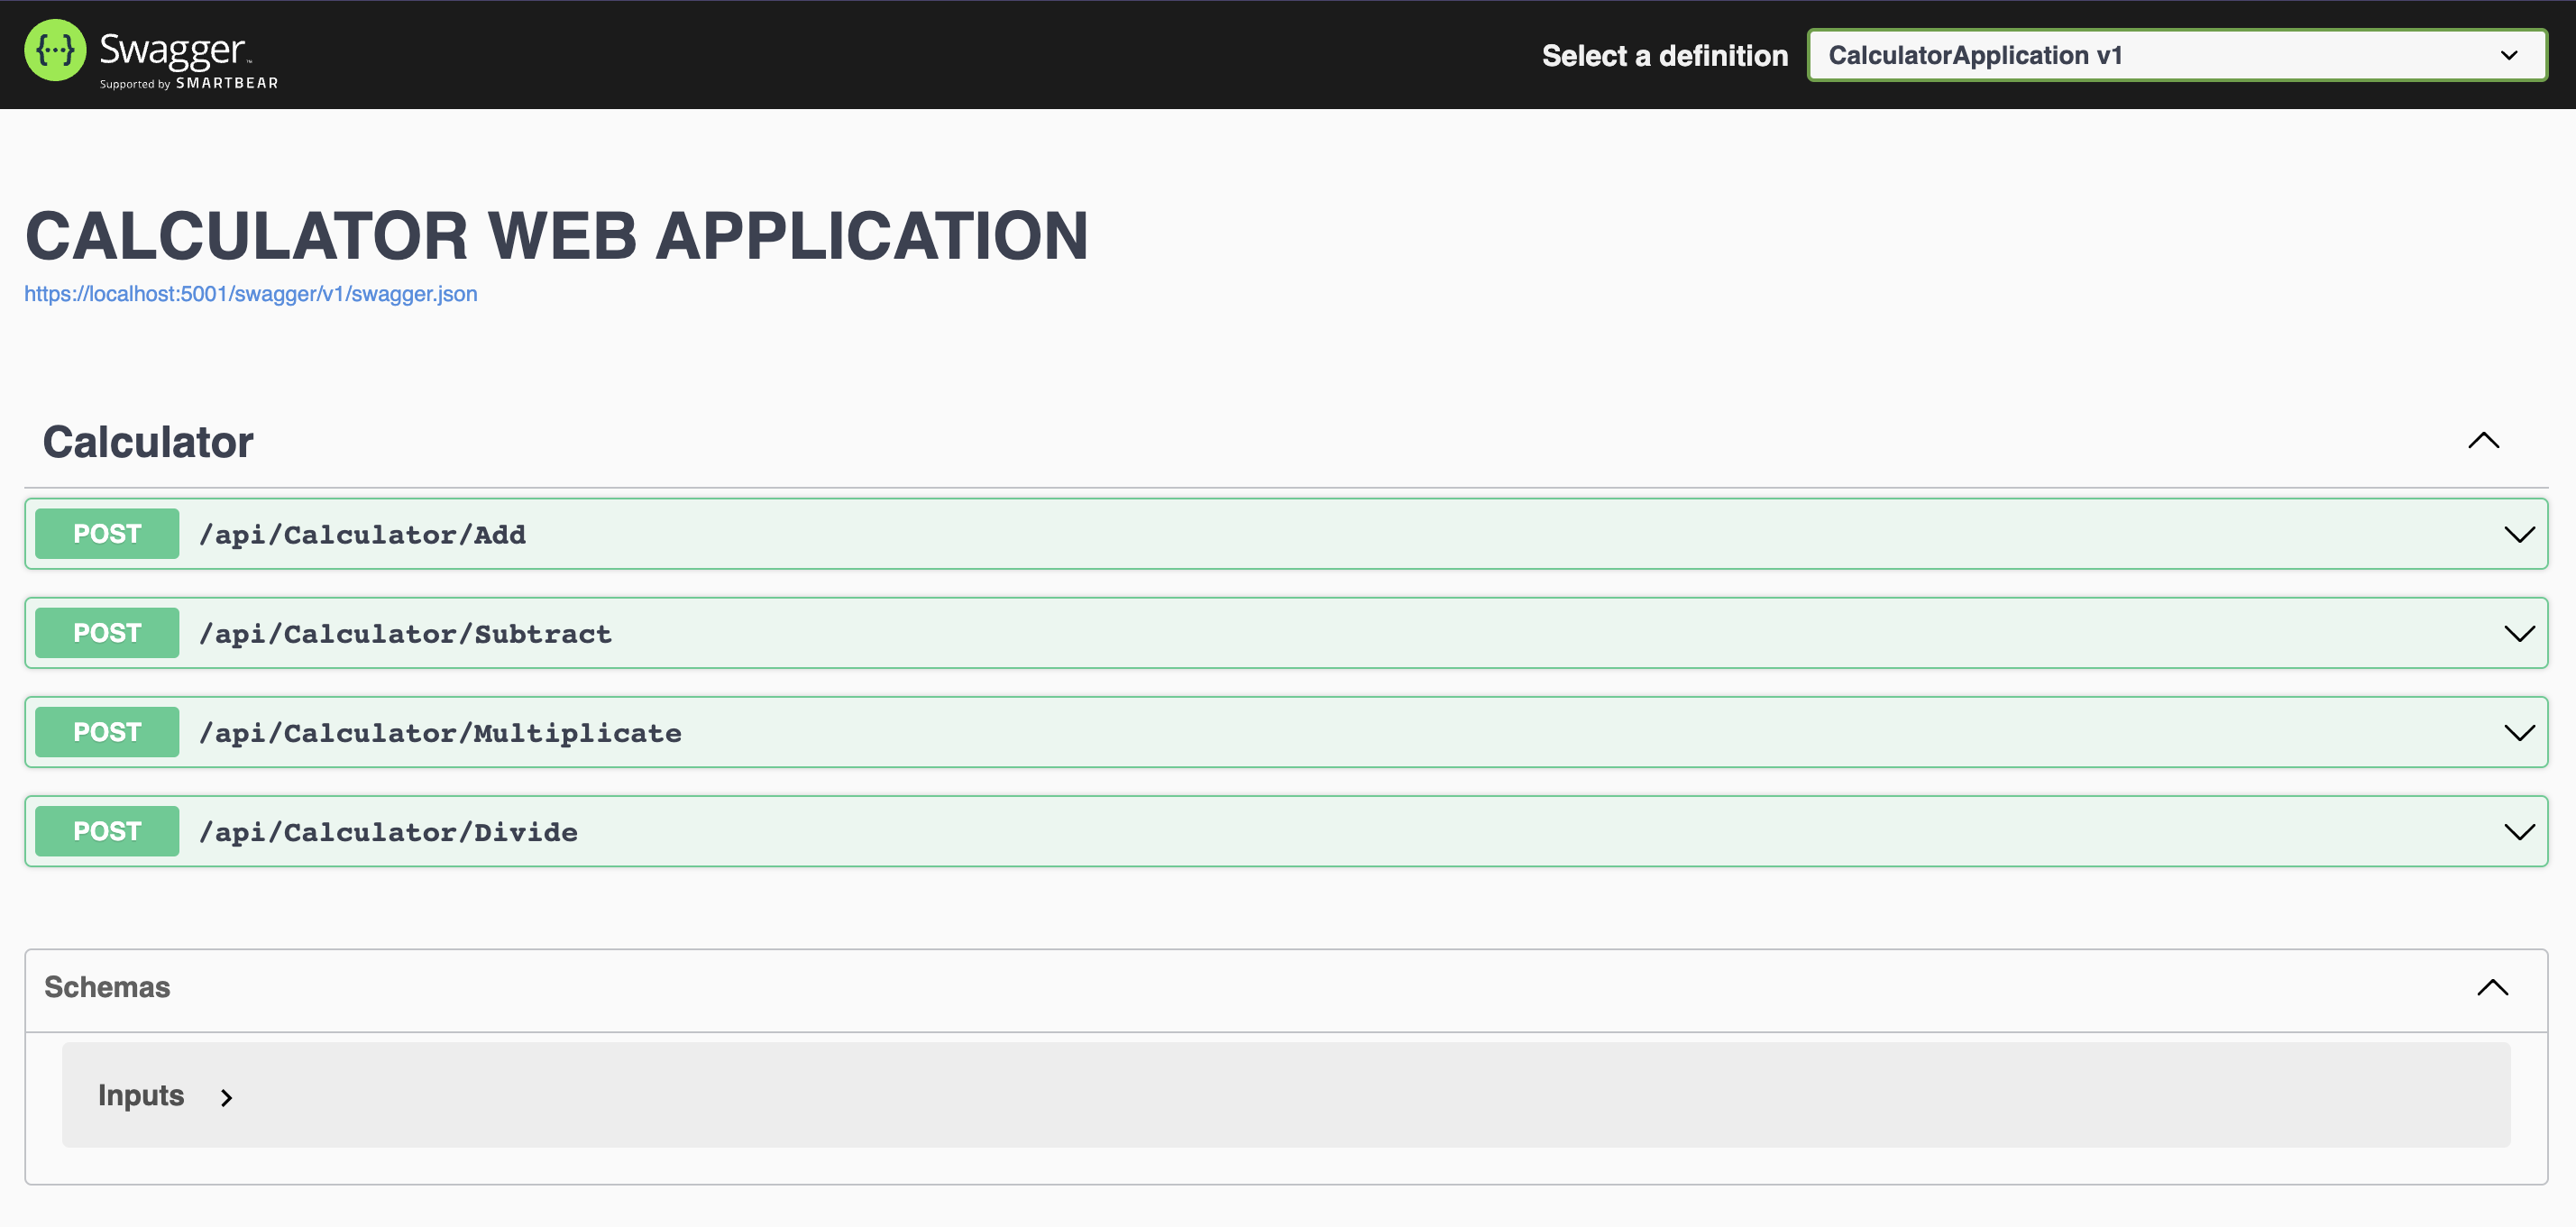 Swagger™
Supported by SMARTBEAR
Select a definition
CalculatorApplication v1
CALCULATOR WEB APPLICATION
https://localhost:5001/swagger/v1/swagger.json
Calculator
POST /api/Calculator/Add
POST /api/Calculator/Subtract
POST /api/Calculator/Multiplicate
POST /api/Calculator/Divide
Schemas
Inputs